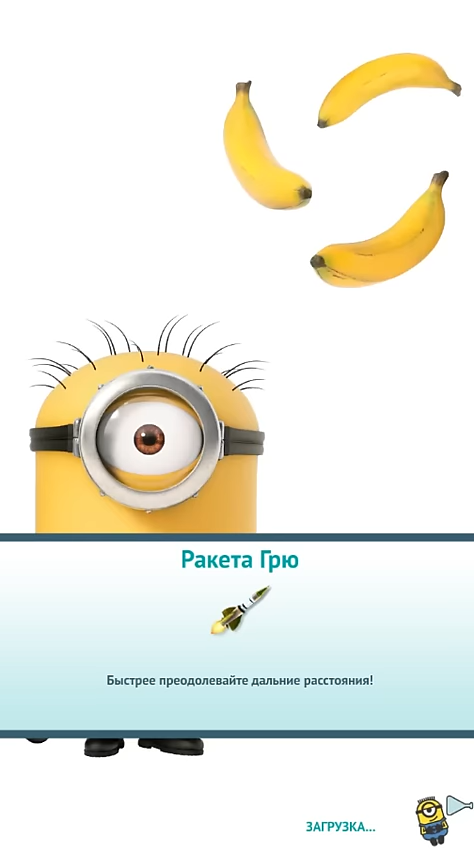 Ракета Грю
Быстрее преодолевайте дальние расстояния!
ЗАГРУЗКА...